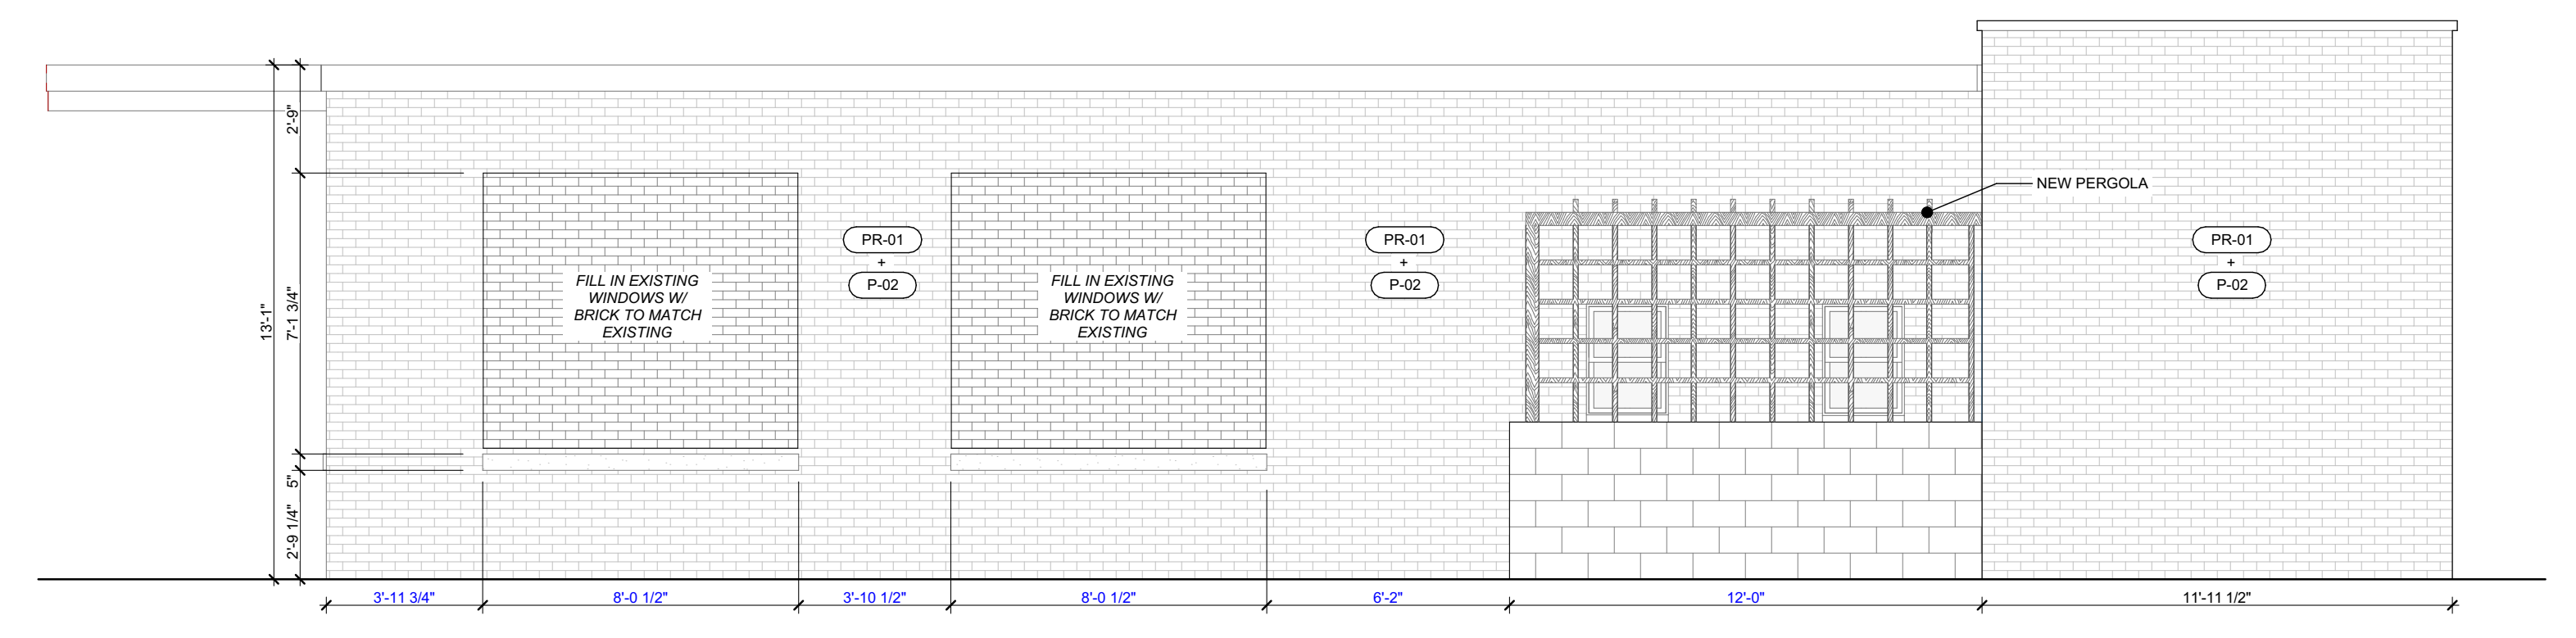 2'-9"
NEW PERGOLA
PR-01
+
P-02
PR-01
+
P-02
PR-01
+
P-02
FILL IN EXISTING
WINDOWS W/
BRICK TO MATCH
EXISTING
FILL IN EXISTING
WINDOWS W/
BRICK TO MATCH
EXISTING
13'-1"
7'-1 3/4"
5"
2'-9 1/4"
3'-11 3/4"
8'-0 1/2"
3'-10 1/2"
8'-0 1/2"
6'-2"
12'-0"
11'-11 1/2"